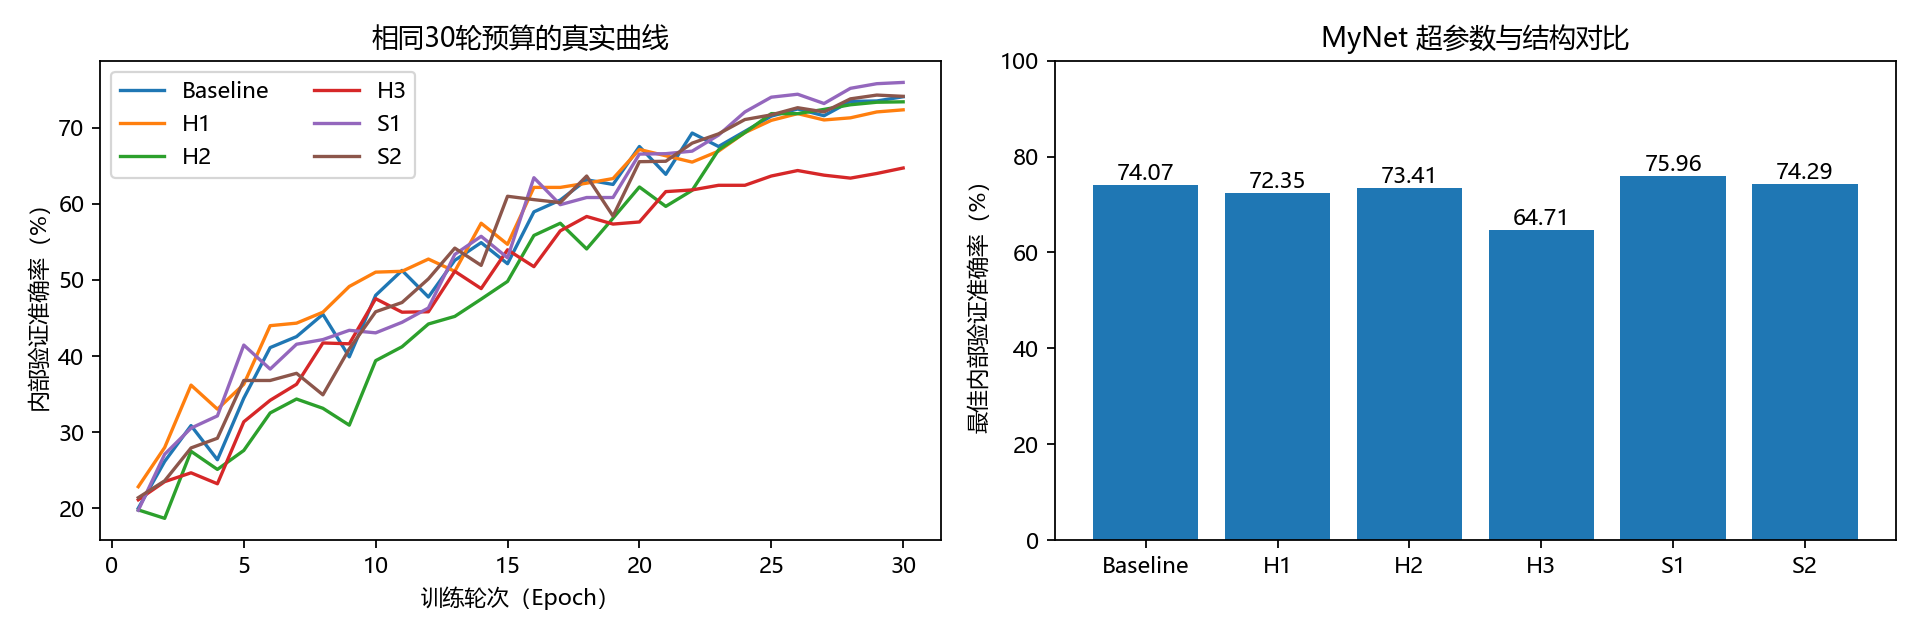 相同30轮预算的真实曲线
Baseline
H1
H2
H3
S1
S2
内部验证准确率（%）
70
60
50
40
30
20
0
5
10
15
20
25
30
训练轮次（Epoch）
MyNet 超参数与结构对比
最佳内部验证准确率（%）
100
80
60
40
20
0
74.07
72.35
73.41
64.71
75.96
74.29
Baseline
H1
H2
H3
S1
S2